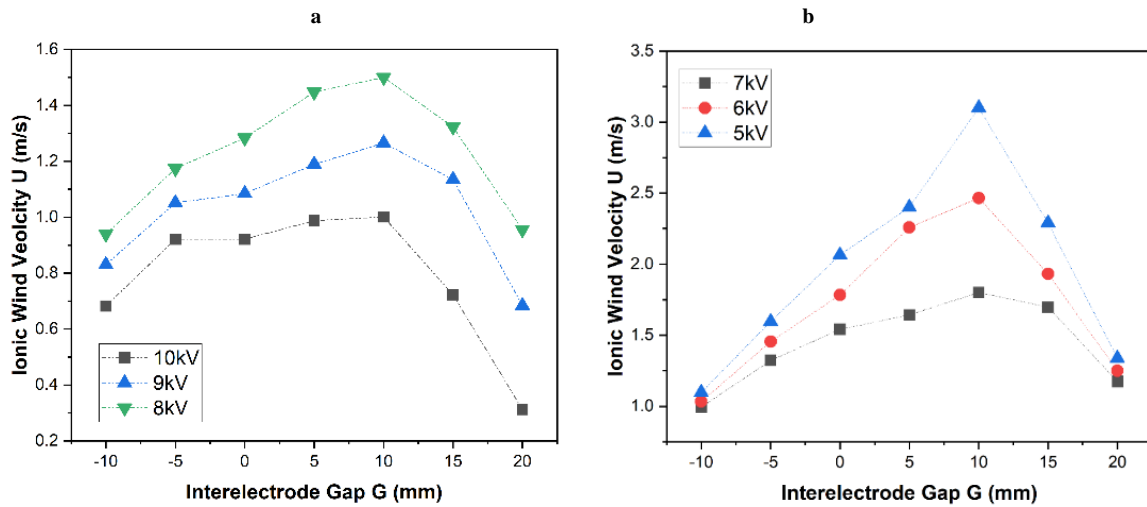 a
Ionic Wind Veolcity U (m/s)
1.6
1.4
1.2
1.0
0.8
0.6
0.4
0.2
10kV
9kV
8kV
-10 -5 0 5 10 15 20
Interelectrode Gap G (mm)
b
Ionic Wind Velocity U (m/s)
3.5
3.0
2.5
2.0
1.5
1.0
7kV
6kV
5kV
-10 -5 0 5 10 15 20
Interelectrode Gap G (mm)